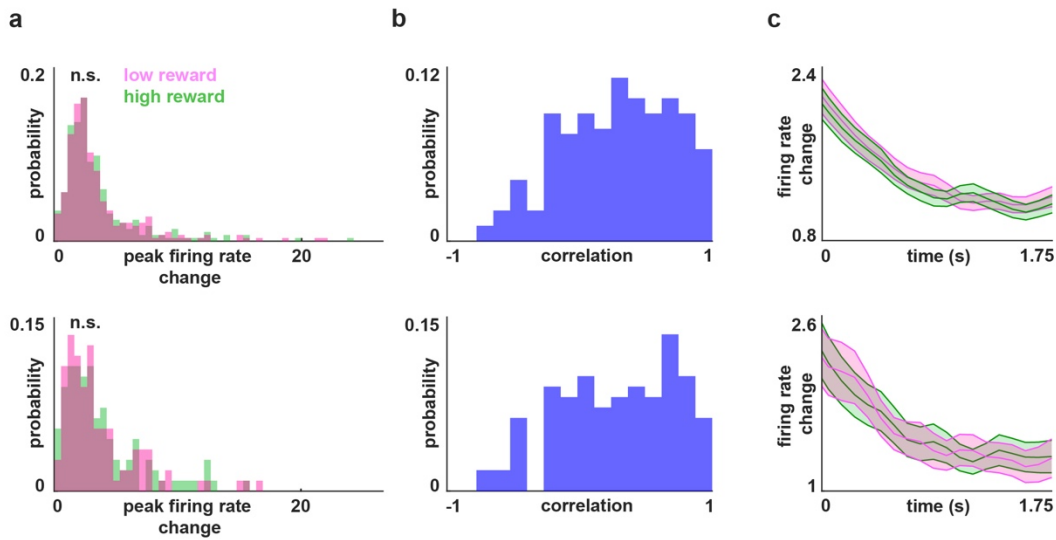 a
b
c
0.2
n.s.
low reward
high reward
probability
0
0
peak firing rate
change
20
0.12
probability
0
-1
correlation
1
2.4
firing rate
change
0.8
0
time (s)
1.75
0.15
n.s.
probability
0
0
peak firing rate
change
20
0.15
probability
0
-1
correlation
1
2.6
firing rate
change
1
0
time (s)
1.75